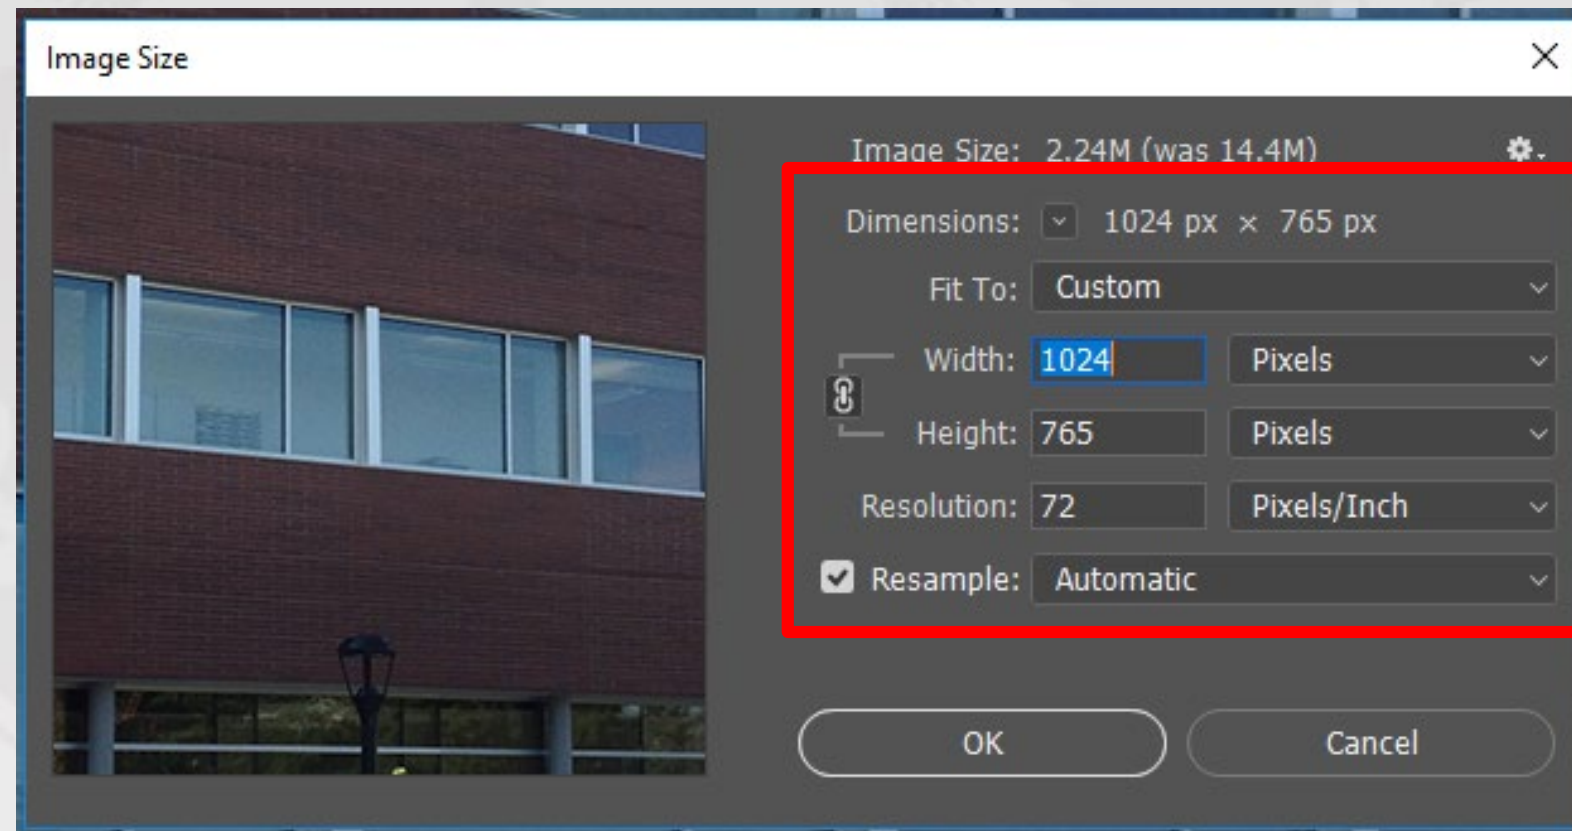 Image Size
Image Size: 2.24M (was 14.4M)
Dimensions: 1024 px × 765 px
Fit To: Custom
Width: 1024 Pixels
Height: 765 Pixels
Resolution: 72 Pixels/Inch
Resample: Automatic
OK Cancel